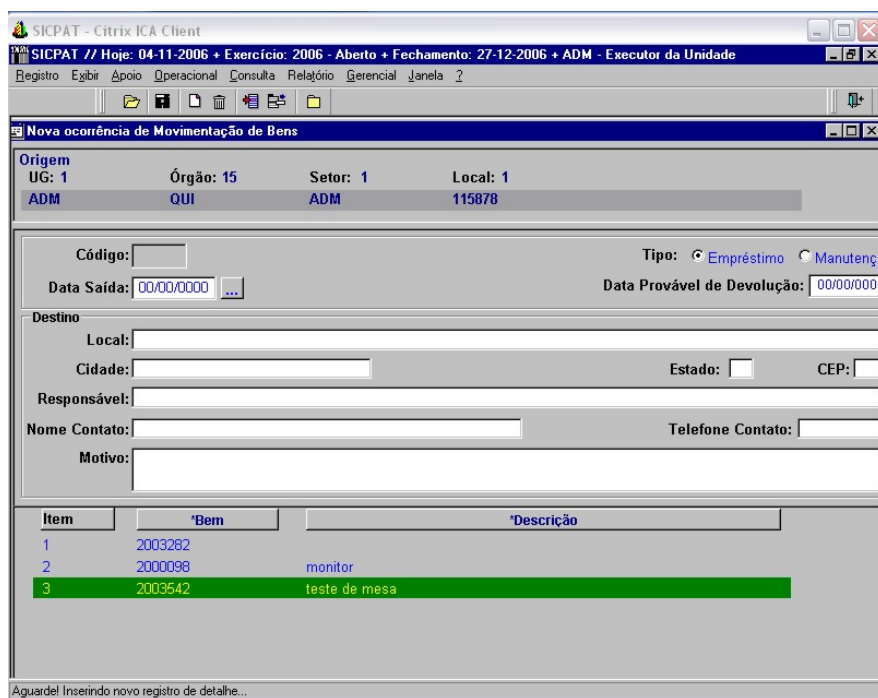 SICPAT - Citrix ICA Client
SICPAT // Hoje: 04-11-2006 + Exercício: 2006 - Aberto + Fechamento: 27-12-2006 + ADM - Executor da Unidade
Registro Exibir Apoio Operacional Consulta Relatório Gerencial Janela ?
Nova ocorrência de Movimentação de Bens
Origem
UG: 1 Órgão: 15 Setor: 1 Local: 1
ADM QUI ADM 115878
Código: Tipo: Empréstimo Manutenç
Data Saída: 00/00/0000 ... Data Provável de Devolução: 00/00/000
Destino
Local:
Cidade: Estado: CEP:
Responsável:
Nome Contato: Telefone Contato:
Motivo:
Item *Bem *Descrição
1 2003282
2 2000098 monitor
3 2003542 teste de mesa
Aguarde! Inserindo novo registro de detalhe...